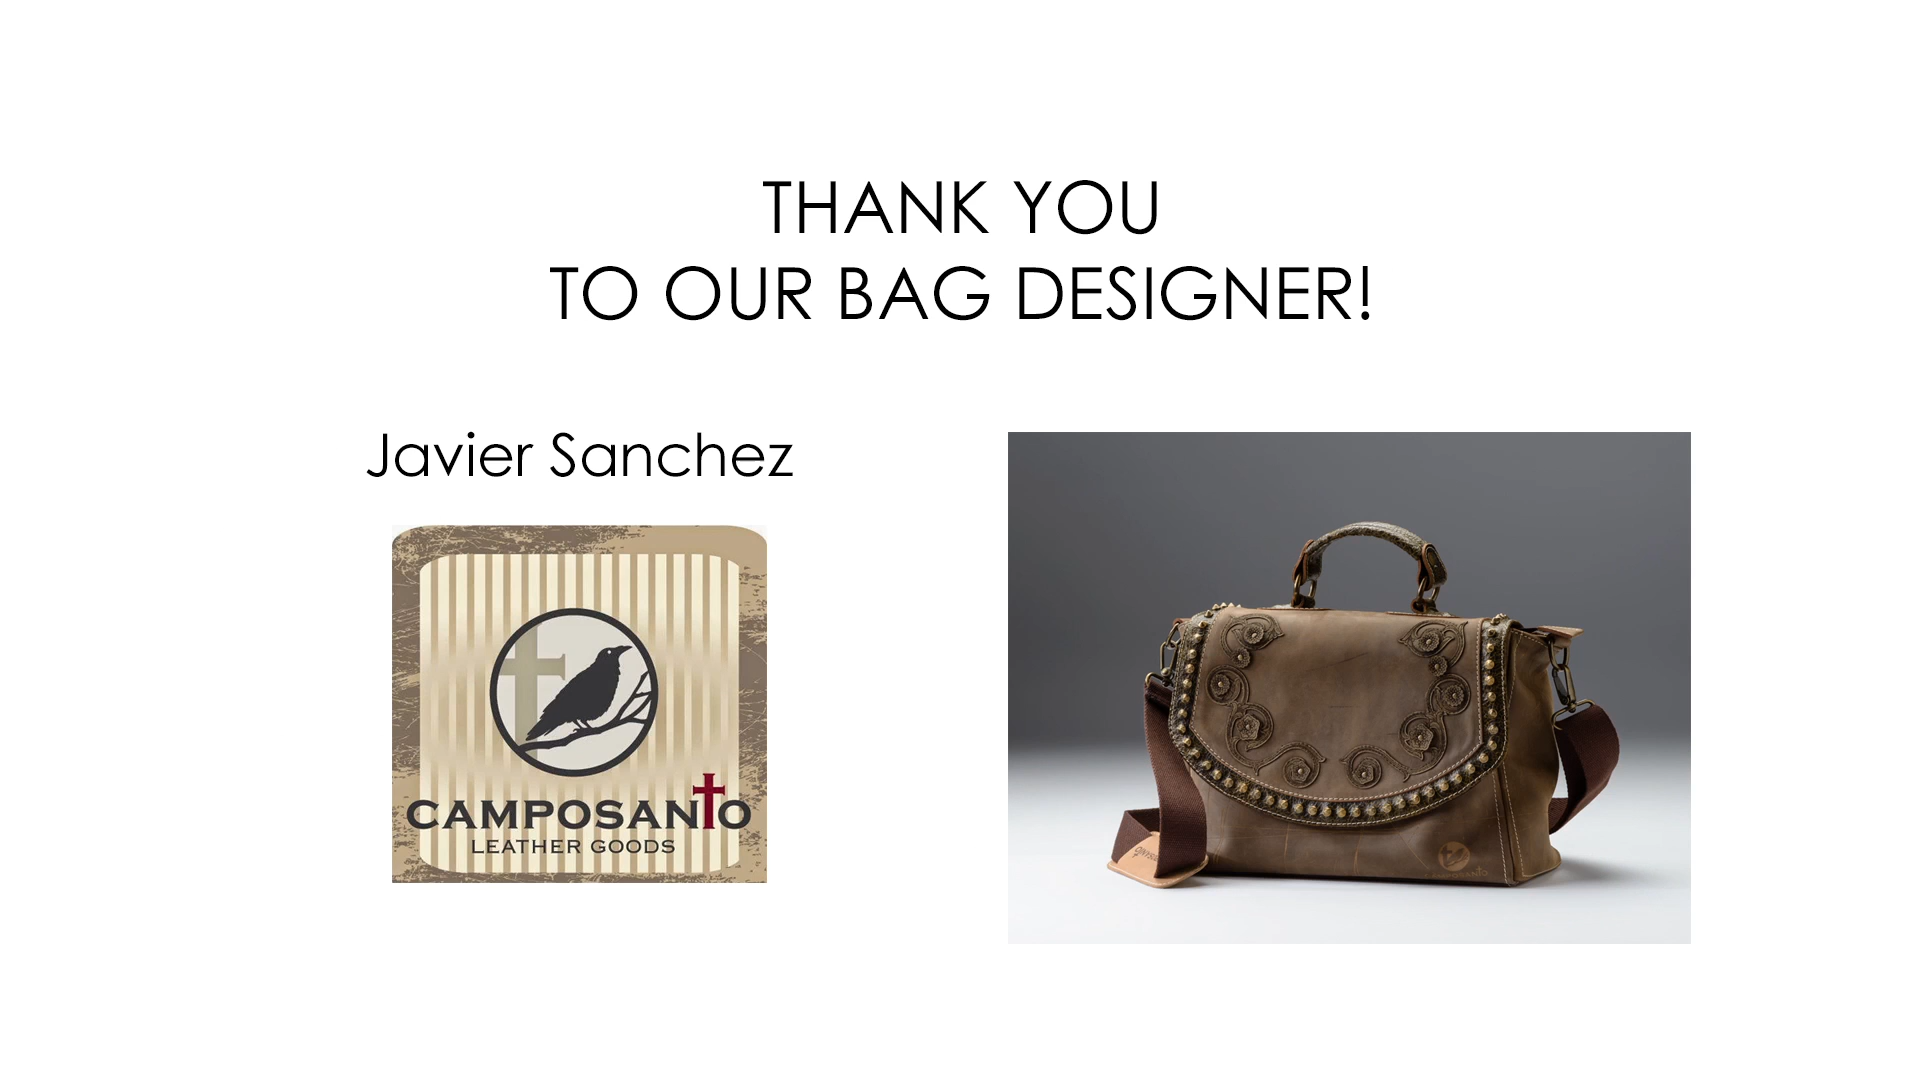 THANK YOU
TO OUR BAG DESIGNER!
Javier Sanchez
CAMPOSANTO
LEATHER GOODS